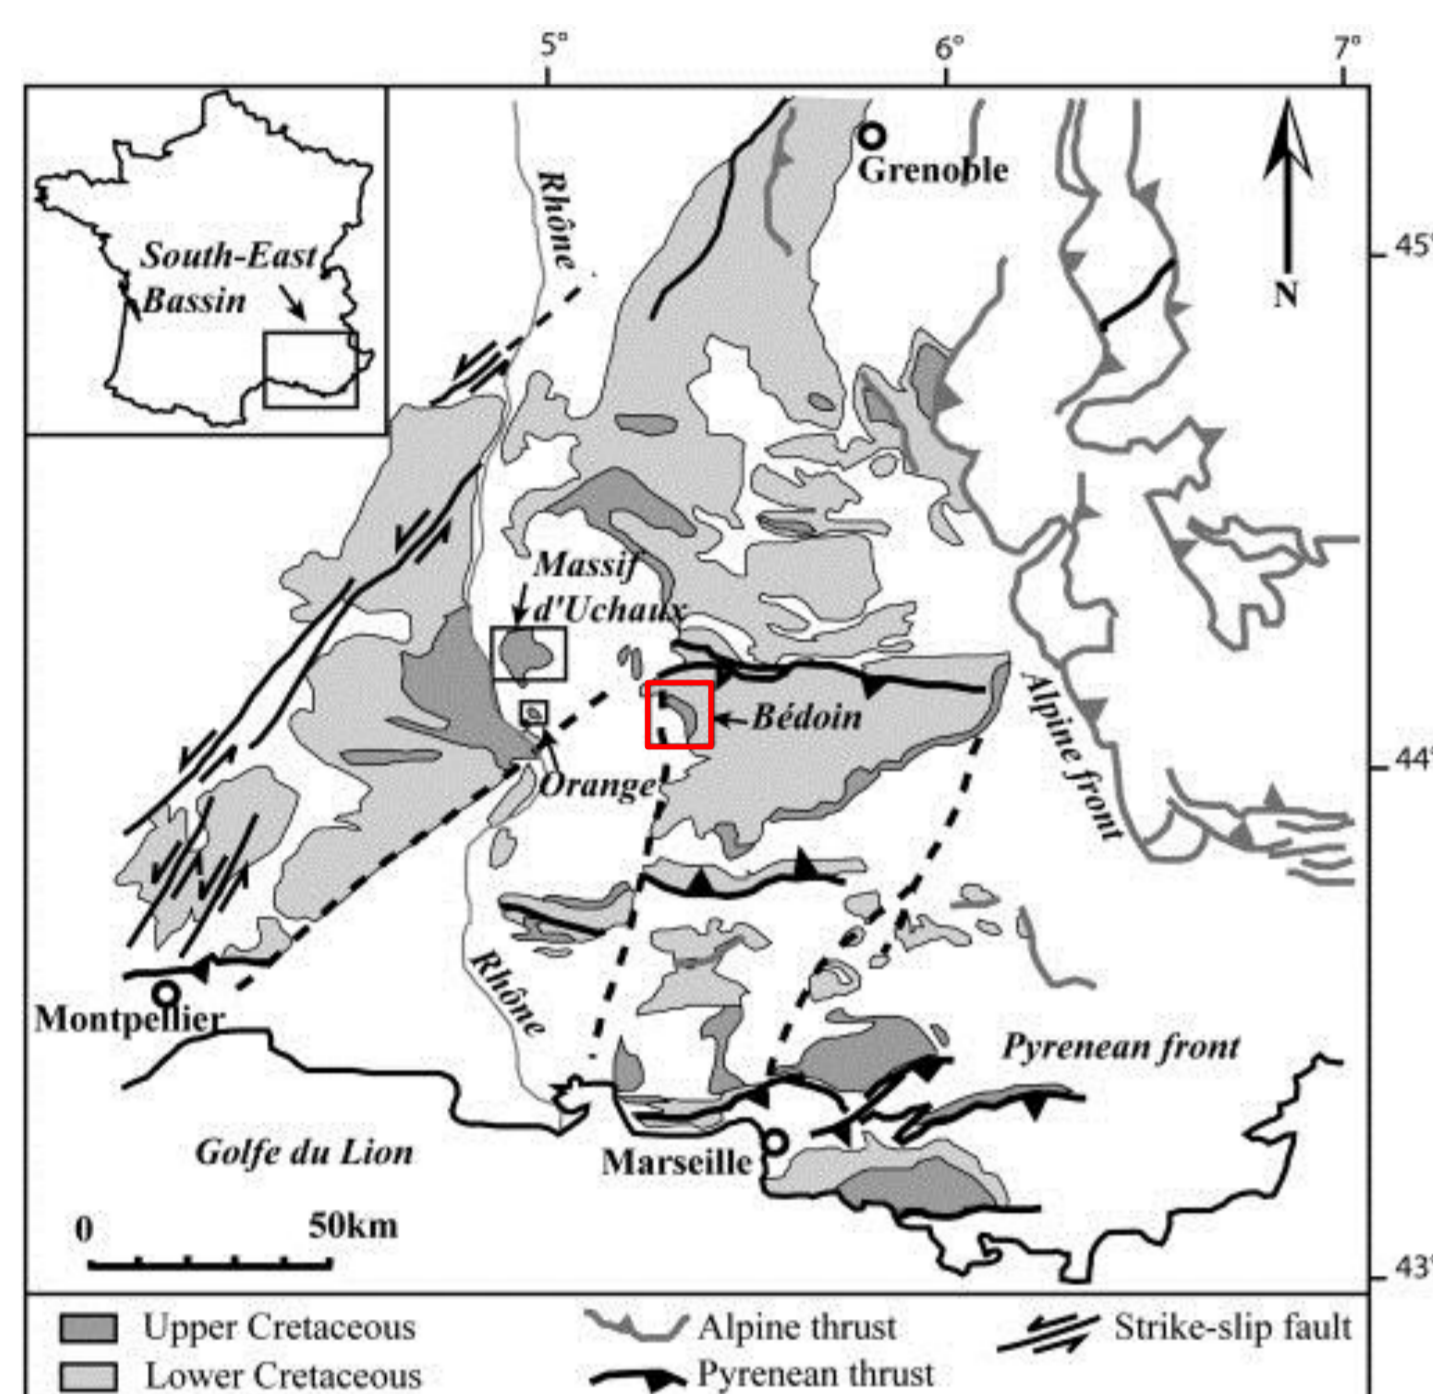 5°
6°
7°
Rhône
Grenoble
South-East
Bassin
45°
N
Massif
d'Uchaux
Bédoin
Alpine front
44°
Orange
Rhône
Montpellier
Pyrenean front
Golfe du Lion
Marseille
0
50km
43°
Upper Cretaceous
Alpine thrust
Strike-slip fault
Lower Cretaceous
Pyrenean thrust